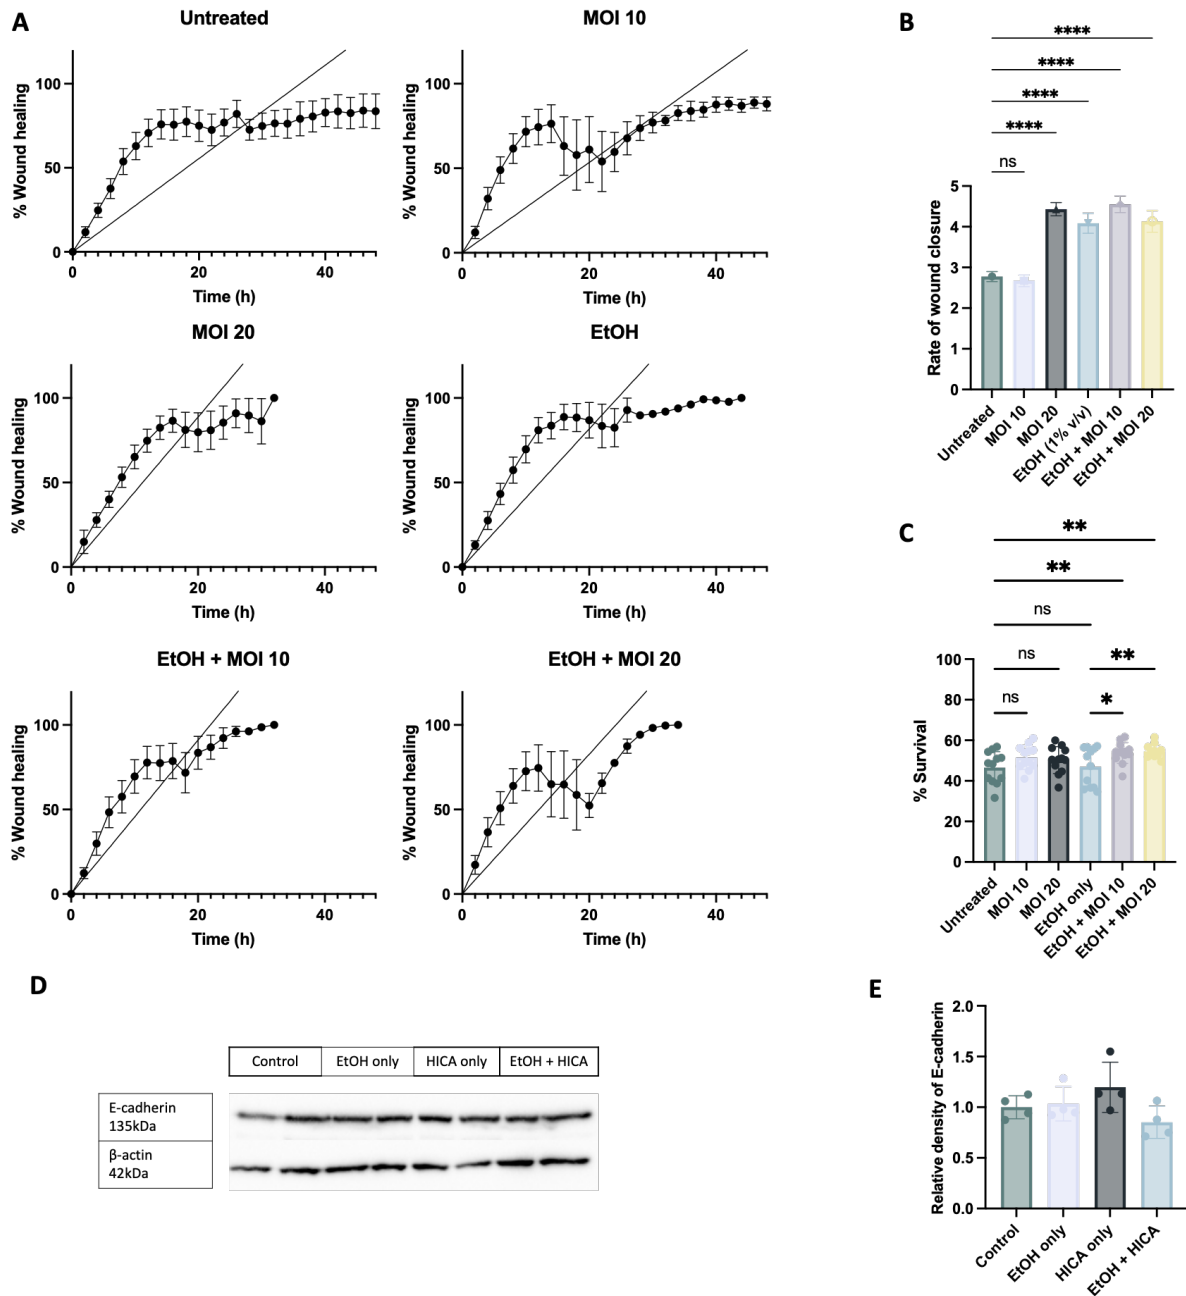 A
Untreated
% Wound healing
100
50
0
0
20
40
Time (h)
MOI 10
% Wound healing
100
50
0
0
20
40
Time (h)
MOI 20
% Wound healing
100
50
0
0
20
40
Time (h)
EtOH
% Wound healing
100
50
0
0
20
40
Time (h)
EtOH + MOI 10
% Wound healing
100
50
0
0
20
40
Time (h)
EtOH + MOI 20
% Wound healing
100
50
0
0
20
40
Time (h)
B
****
****
****
****
ns
Rate of wound closure
5
4
3
2
1
0
Untreated
MOI 10
MOI 20
EtOH (1% v/v)
EtOH + MOI 10
EtOH + MOI 20
C
**
**
ns
ns
**
ns
*
% Survival
100
80
60
40
20
0
Untreated
MOI 10
MOI 20
EtOH only
EtOH + MOI 10
EtOH + MOI 20
D
Control
EtOH only
HICA only
EtOH + HICA
E-cadherin
135kDa
β-actin
42kDa
E
Relative density of E-cadherin
2.0
1.5
1.0
0.5
0.0
Control
EtOH only
HICA only
EtOH + HICA